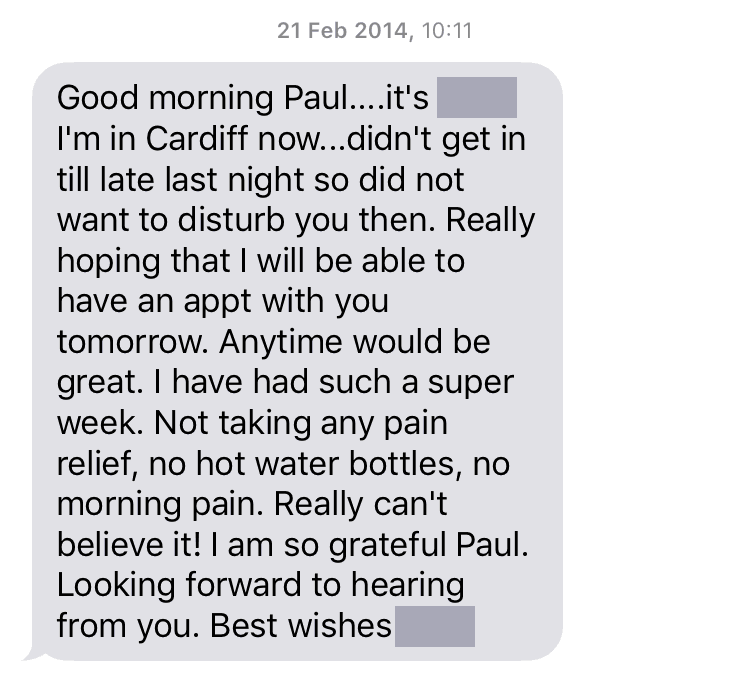 21 Feb 2014, 10:11
Good morning Paul....it's
I'm in Cardiff now...didn't get in
till late last night so did not
want to disturb you then. Really
hoping that I will be able to
have an appt with you
tomorrow. Anytime would be
great. I have had such a super
week. Not taking any pain
relief, no hot water bottles, no
morning pain. Really can't
believe it! I am so grateful Paul.
Looking forward to hearing
from you. Best wishes